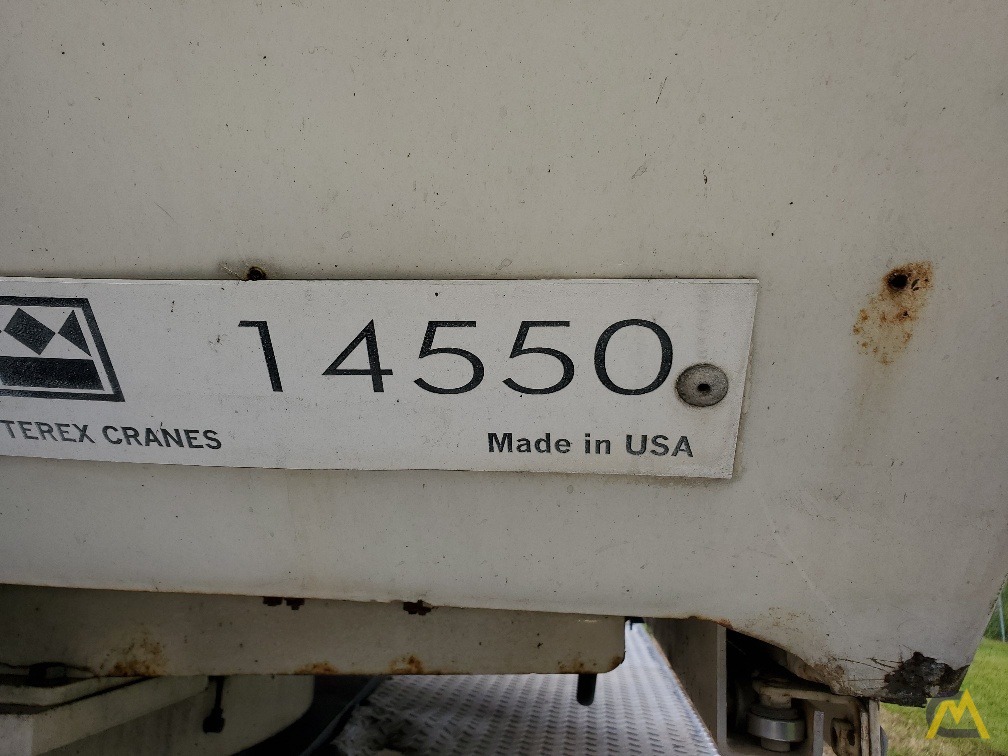 14550
TEREX CRANES
Made in USA